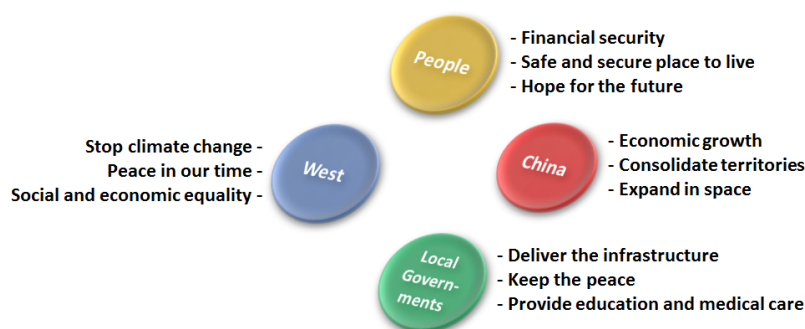 People
- Financial security
- Safe and secure place to live
- Hope for the future
West
Stop climate change -
Peace in our time -
Social and economic equality -
China
- Economic growth
- Consolidate territories
- Expand in space
Local
Govern-
ments
- Deliver the infrastructure
- Keep the peace
- Provide education and medical care